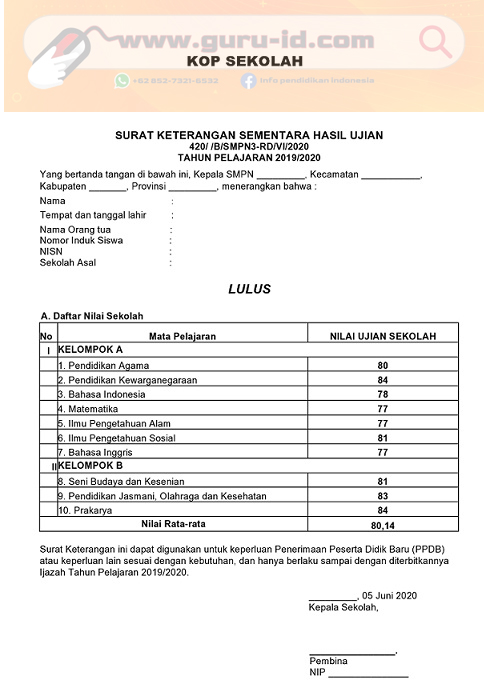 www.guru-id.com
KOP SEKOLAH
+62 852-7321-6532 Info pendidikan indonesia
SURAT KETERANGAN SEMENTARA HASIL UJIAN
420/ /B/SMPN3-RD/VI/2020
TAHUN PELAJARAN 2019/2020
Yang bertanda tangan di bawah ini, Kepala SMPN _________, Kecamatan ___________,
Kabupaten _______, Provinsi _________, menerangkan bahwa :
Nama :
Tempat dan tanggal lahir :
Nama Orang tua :
Nomor Induk Siswa :
NISN :
Sekolah Asal :
LULUS
A. Daftar Nilai Sekolah
No Mata Pelajaran NILAI UJIAN SEKOLAH
I KELOMPOK A
1. Pendidikan Agama 80
2. Pendidikan Kewarganegaraan 84
3. Bahasa Indonesia 78
4. Matematika 77
5. Ilmu Pengetahuan Alam 77
6. Ilmu Pengetahuan Sosial 81
7. Bahasa Inggris 77
II KELOMPOK B
8. Seni Budaya dan Kesenian 81
9. Pendidikan Jasmani, Olahraga dan Kesehatan 83
10. Prakarya 84
Nilai Rata-rata 80,14
Surat Keterangan ini dapat digunakan untuk keperluan Penerimaan Peserta Didik Baru (PPDB)
atau keperluan lain sesuai dengan kebutuhan, dan hanya berlaku sampai dengan diterbitkannya
Ijazah Tahun Pelajaran 2019/2020.
_________, 05 Juni 2020
Kepala Sekolah,
________________,
Pembina
NIP _______________